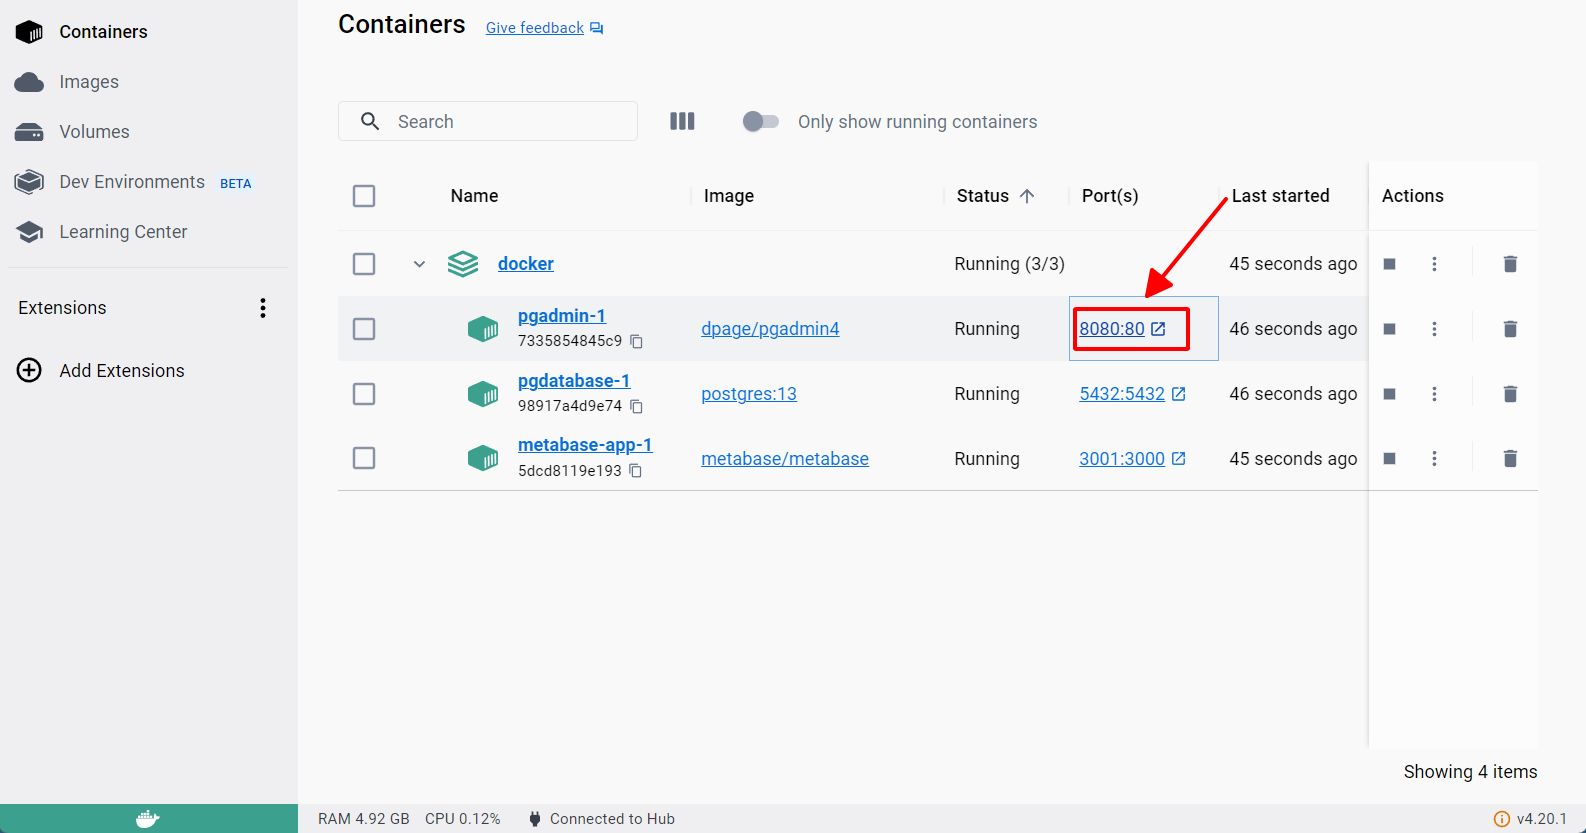 Containers
Images
Volumes
Dev Environments BETA
Learning Center
Extensions
Add Extensions
Containers Give feedback
Search Only show running containers
Name Image Status Port(s) Last started Actions
docker Running (3/3) 45 seconds ago
pgadmin-1
7335854845c9 dpage/pgadmin4 Running 8080:80 46 seconds ago
pgdatabase-1
98917a4d9e74 postgres:13 Running 5432:5432 46 seconds ago
metabase-app-1
5dcd8119e193 metabase/metabase Running 3001:3000 45 seconds ago
Showing 4 items
RAM 4.92 GB CPU 0.12% Connected to Hub v4.20.1